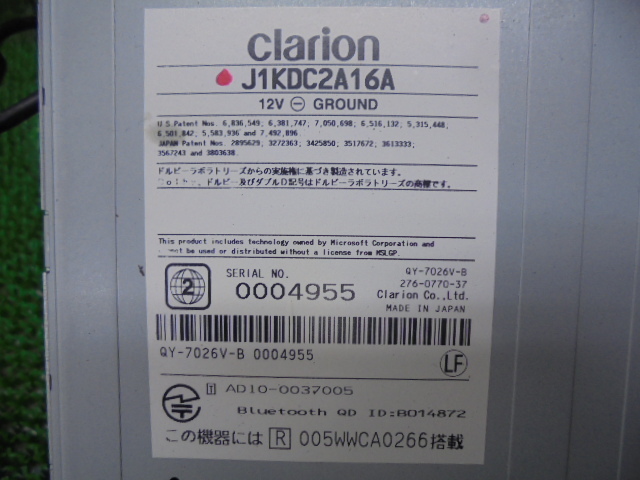 clarion
J1KDC2A16A
12V ⊖ GROUND
U.S.Patent Nos. 6,836,549; 6,381,747; 7,050,698; 6,516,132; 5,315,448;
6,501,842; 5,583,936 and 7,492,896.
JAPAN Patent Nos. 2895629; 3272363; 3425850; 3517672; 3613333;
3567243 and 3803638.
ドルビーラボラトリーズからの実施権に基づき製造されています。
ドルビー及びダブルD記号はドルビーラボラトリーズの商標です。
This product includes technology owned by Microsoft Corporation and
not be used or distributed without a license from MSLGP.
2
SERIAL NO.
0004955
QY-7026V-B
276-0770-37
Clarion Co.,Ltd.
MADE IN JAPAN
QY-7026V-B 0004955
LF
T AD10-0037005
Bluetooth QD ID:B014872
この機器には R 005WWCA0266搭載